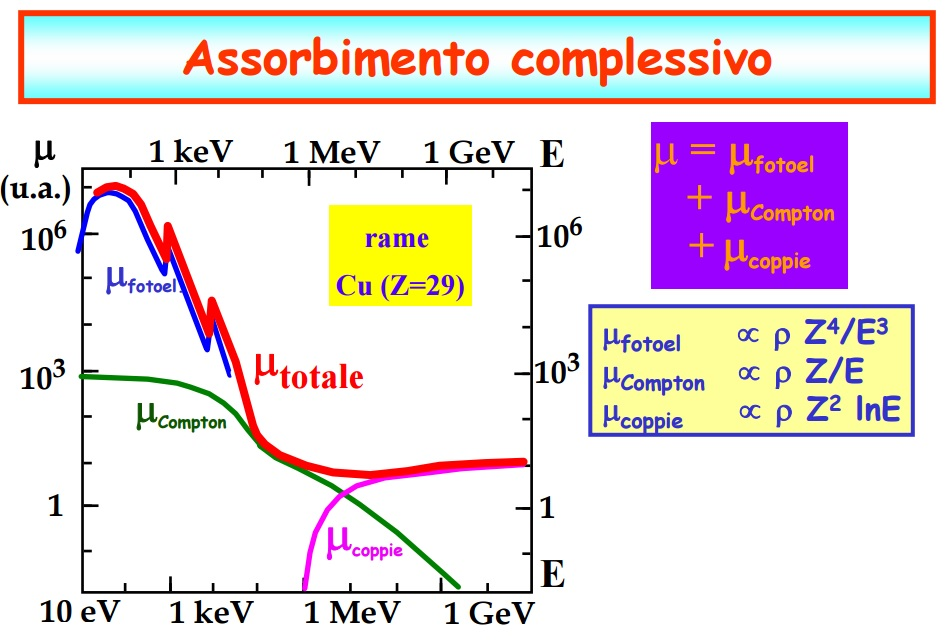 Assorbimento complessivo
μ
(u.a.)
1 keV 1 MeV 1 GeV E
10⁶
10³
1
10⁶
10³
1
E
10 eV 1 keV 1 MeV 1 GeV
rame
Cu (Z=29)
μfotoel.
μtotale
μCompton
μcoppie
μ = μfotoel
+ μCompton
+ μcoppie
μfotoel ∝ ρ Z⁴/E³
μCompton ∝ ρ Z/E
μcoppie ∝ ρ Z² lnE